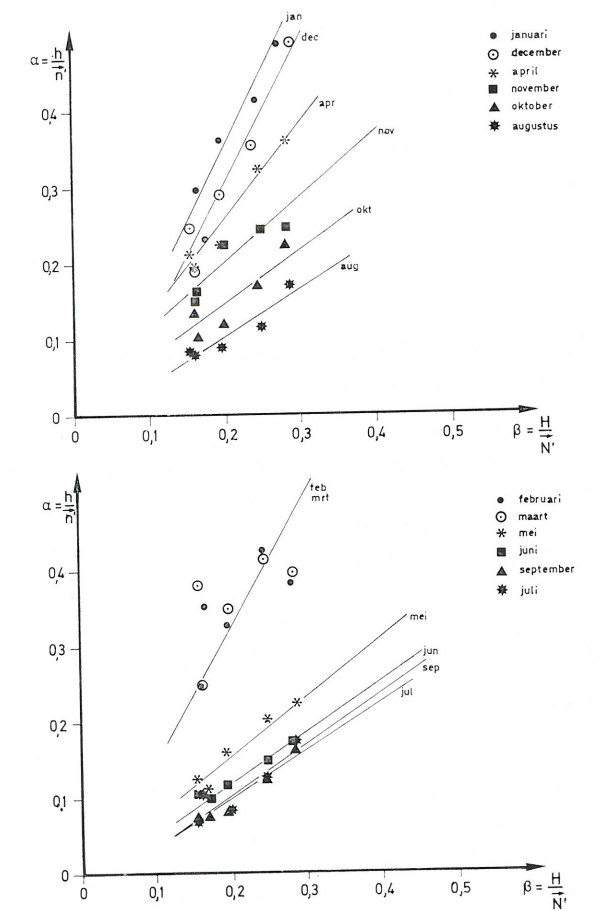 jan
dec
januari
december
april
november
oktober
augustus
α = h
n'
apr
nov
okt
aug
0,4
0,3
0,2
0,1
0
0
0,1
0,2
0,3
0,4
0,5
β = H
N'
feb
mrt
februari
maart
mei
juni
september
juli
α = h
n'
mei
jun
sep
jul
0,4
0,3
0,2
0,1
0
0
0,1
0,2
0,3
0,4
0,5
β = H
N'